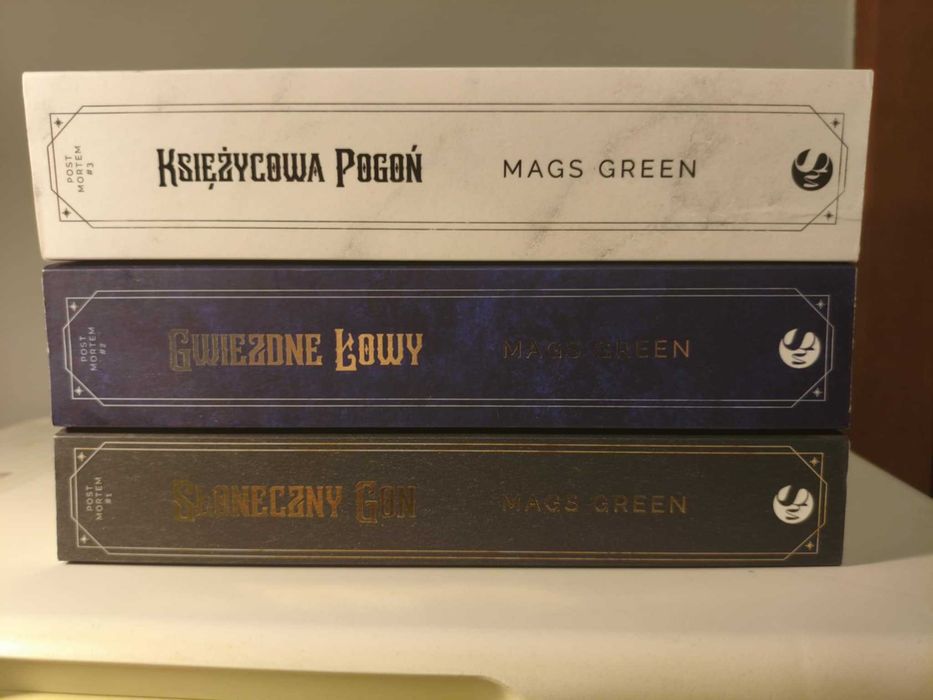 POST
MORTEM
#3
KSIĘŻYCOWA POGOŃ
MAGS GREEN
POST
MORTEM
#2
GWIEZDNE ŁOWY
MAGS GREEN
POST
MORTEM
#1
SŁONECZNY GON
MAGS GREEN